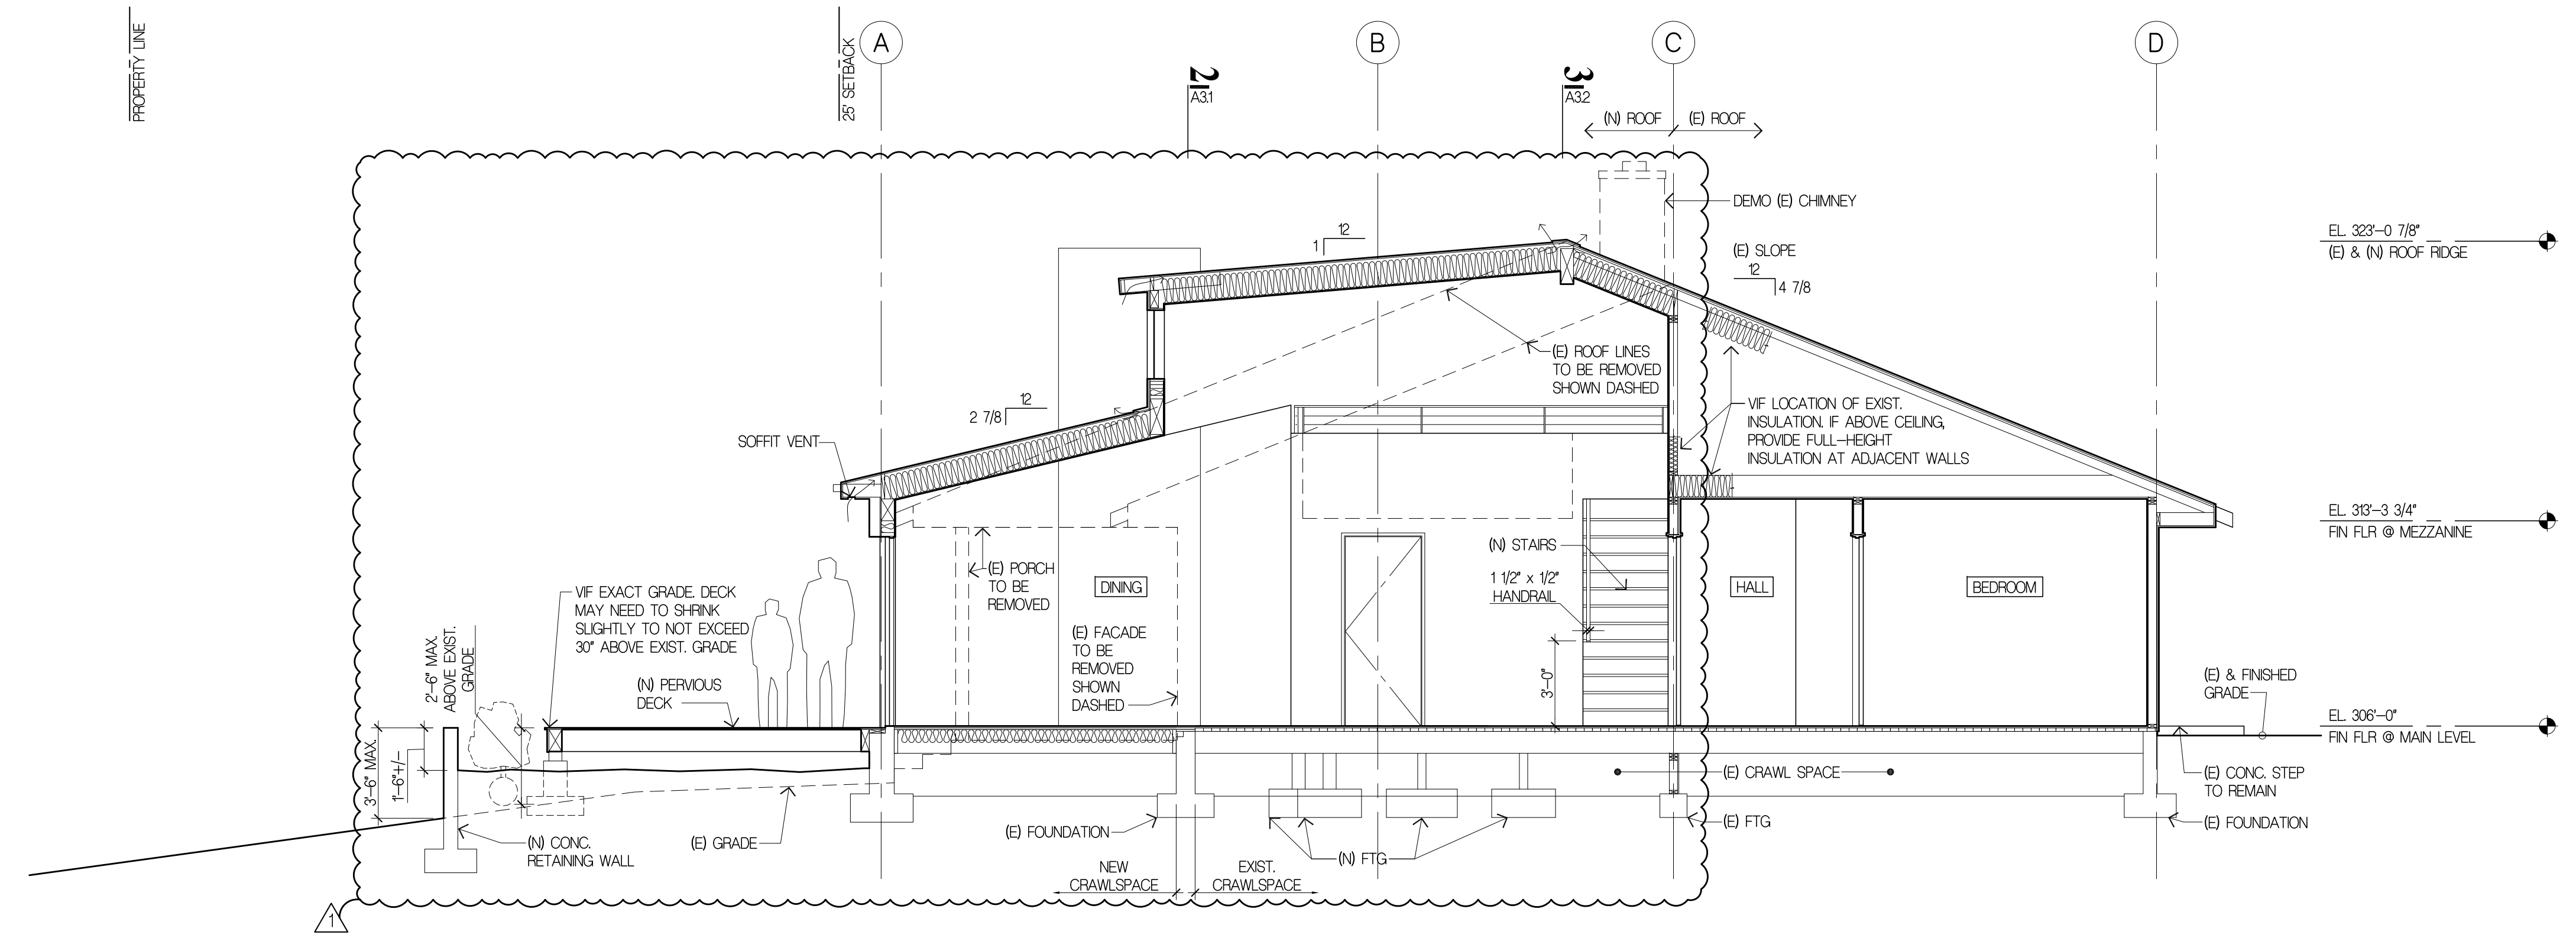 PROPERTY LINE
25' SETBACK
A
B
C
D
2
A3.1
3
A3.2
(N) ROOF
(E) ROOF
DEMO (E) CHIMNEY
12
1
(E) SLOPE
12
4 7/8
EL. 323'-0 7/8"
(E) & (N) ROOF RIDGE
(E) ROOF LINES
TO BE REMOVED
SHOWN DASHED
12
2 7/8
SOFFIT VENT
VIF LOCATION OF EXIST.
INSULATION. IF ABOVE CEILING,
PROVIDE FULL-HEIGHT
INSULATION AT ADJACENT WALLS
EL. 313'-3 3/4"
FIN FLR @ MEZZANINE
(N) STAIRS
1 1/2" x 1/2"
HANDRAIL
(E) PORCH
TO BE
REMOVED
DINING
HALL
BEDROOM
VIF EXACT GRADE. DECK
MAY NEED TO SHRINK
SLIGHTLY TO NOT EXCEED
30" ABOVE EXIST. GRADE
(E) FACADE
TO BE
REMOVED
SHOWN
DASHED
3'-0"
2'-6" MAX.
ABOVE EXIST.
GRADE
(N) PERVIOUS
DECK
(E) & FINISHED
GRADE
EL. 306'-0"
FIN FLR @ MAIN LEVEL
3'-6" MAX.
1'-6"+/-
(E) CRAWL SPACE
(E) CONC. STEP
TO REMAIN
(N) CONC.
RETAINING WALL
(E) GRADE
(E) FOUNDATION
(N) FTG
(E) FTG
(E) FOUNDATION
NEW
CRAWLSPACE
EXIST.
CRAWLSPACE
1